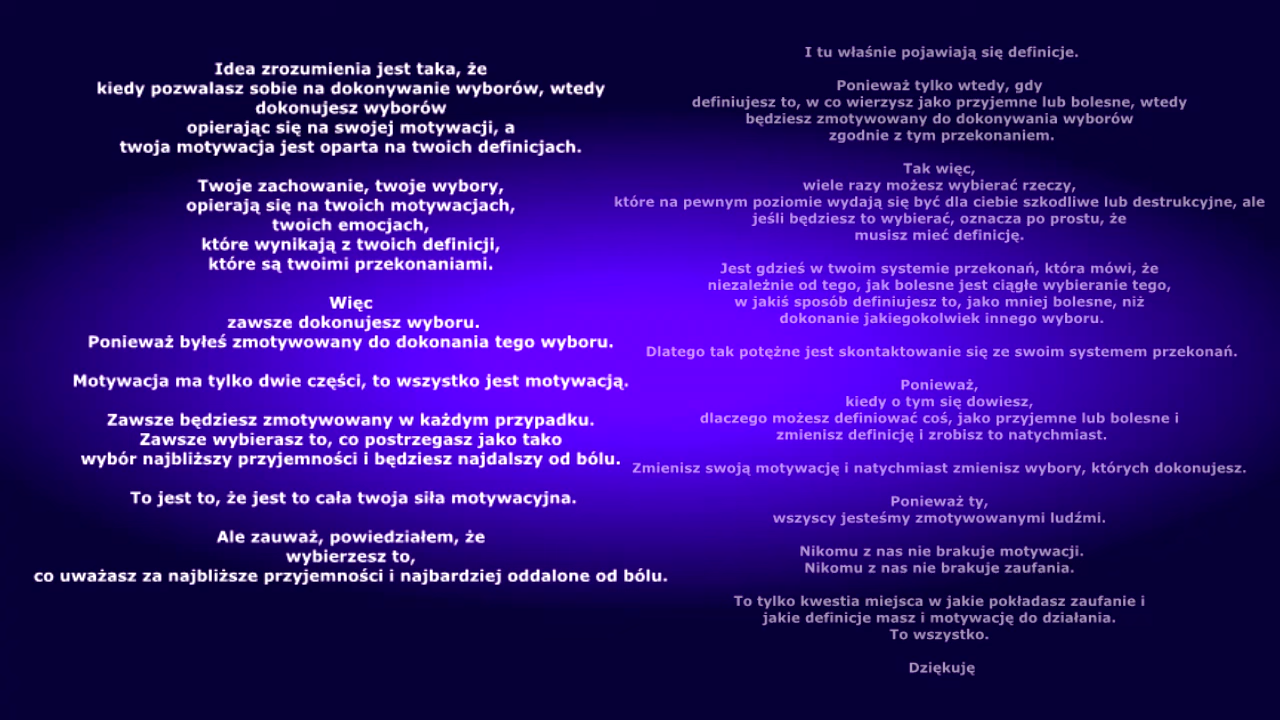 Idea zrozumienia jest taka, że
kiedy pozwalasz sobie na dokonywanie wyborów, wtedy
dokonujesz wyborów
opierając się na swojej motywacji, a
twoja motywacja jest oparta na twoich definicjach.
Twoje zachowanie, twoje wybory,
opierają się na twoich motywacjach,
twoich emocjach,
które wynikają z twoich definicji,
które są twoimi przekonaniami.
Więc
zawsze dokonujesz wyboru.
Ponieważ byłeś zmotywowany do dokonania tego wyboru.
Motywacja ma tylko dwie części, to wszystko jest motywacją.
Zawsze będziesz zmotywowany w każdym przypadku.
Zawsze wybierasz to, co postrzegasz jako tako
wybór najbliższy przyjemności i będziesz najdalszy od bólu.
To jest to, że jest to cała twoja siła motywacyjna.
Ale zauważ, powiedziałem, że
wybierzesz to,
co uważasz za najbliższe przyjemności i najbardziej oddalone od bólu.
I tu właśnie pojawiają się definicje.
Ponieważ tylko wtedy, gdy
definiujesz to, w co wierzysz jako przyjemne lub bolesne, wtedy
będziesz zmotywowany do dokonywania wyborów
zgodnie z tym przekonaniem.
Tak więc,
wiele razy możesz wybierać rzeczy,
które na pewnym poziomie wydają się być dla ciebie szkodliwe lub destrukcyjne, ale
jeśli będziesz to wybierać, oznacza po prostu, że
musisz mieć definicję.
Jest gdzieś w twoim systemie przekonań, która mówi, że
niezależnie od tego, jak bolesne jest ciągłe wybieranie tego,
w jakiś sposób definiujesz to, jako mniej bolesne, niż
dokonanie jakiegokolwiek innego wyboru.
Dlatego tak potężne jest skontaktowanie się ze swoim systemem przekonań.
Ponieważ,
kiedy o tym się dowiesz,
dlaczego możesz definiować coś, jako przyjemne lub bolesne i
zmienisz definicję i zrobisz to natychmiast.
Zmienisz swoją motywację i natychmiast zmienisz wybory, których dokonujesz.
Ponieważ ty,
wszyscy jesteśmy zmotywowanymi ludźmi.
Nikomu z nas nie brakuje motywacji.
Nikomu z nas nie brakuje zaufania.
To tylko kwestia miejsca w jakie pokładasz zaufanie i
jakie definicje masz i motywację do działania.
To wszystko.
Dziękuję